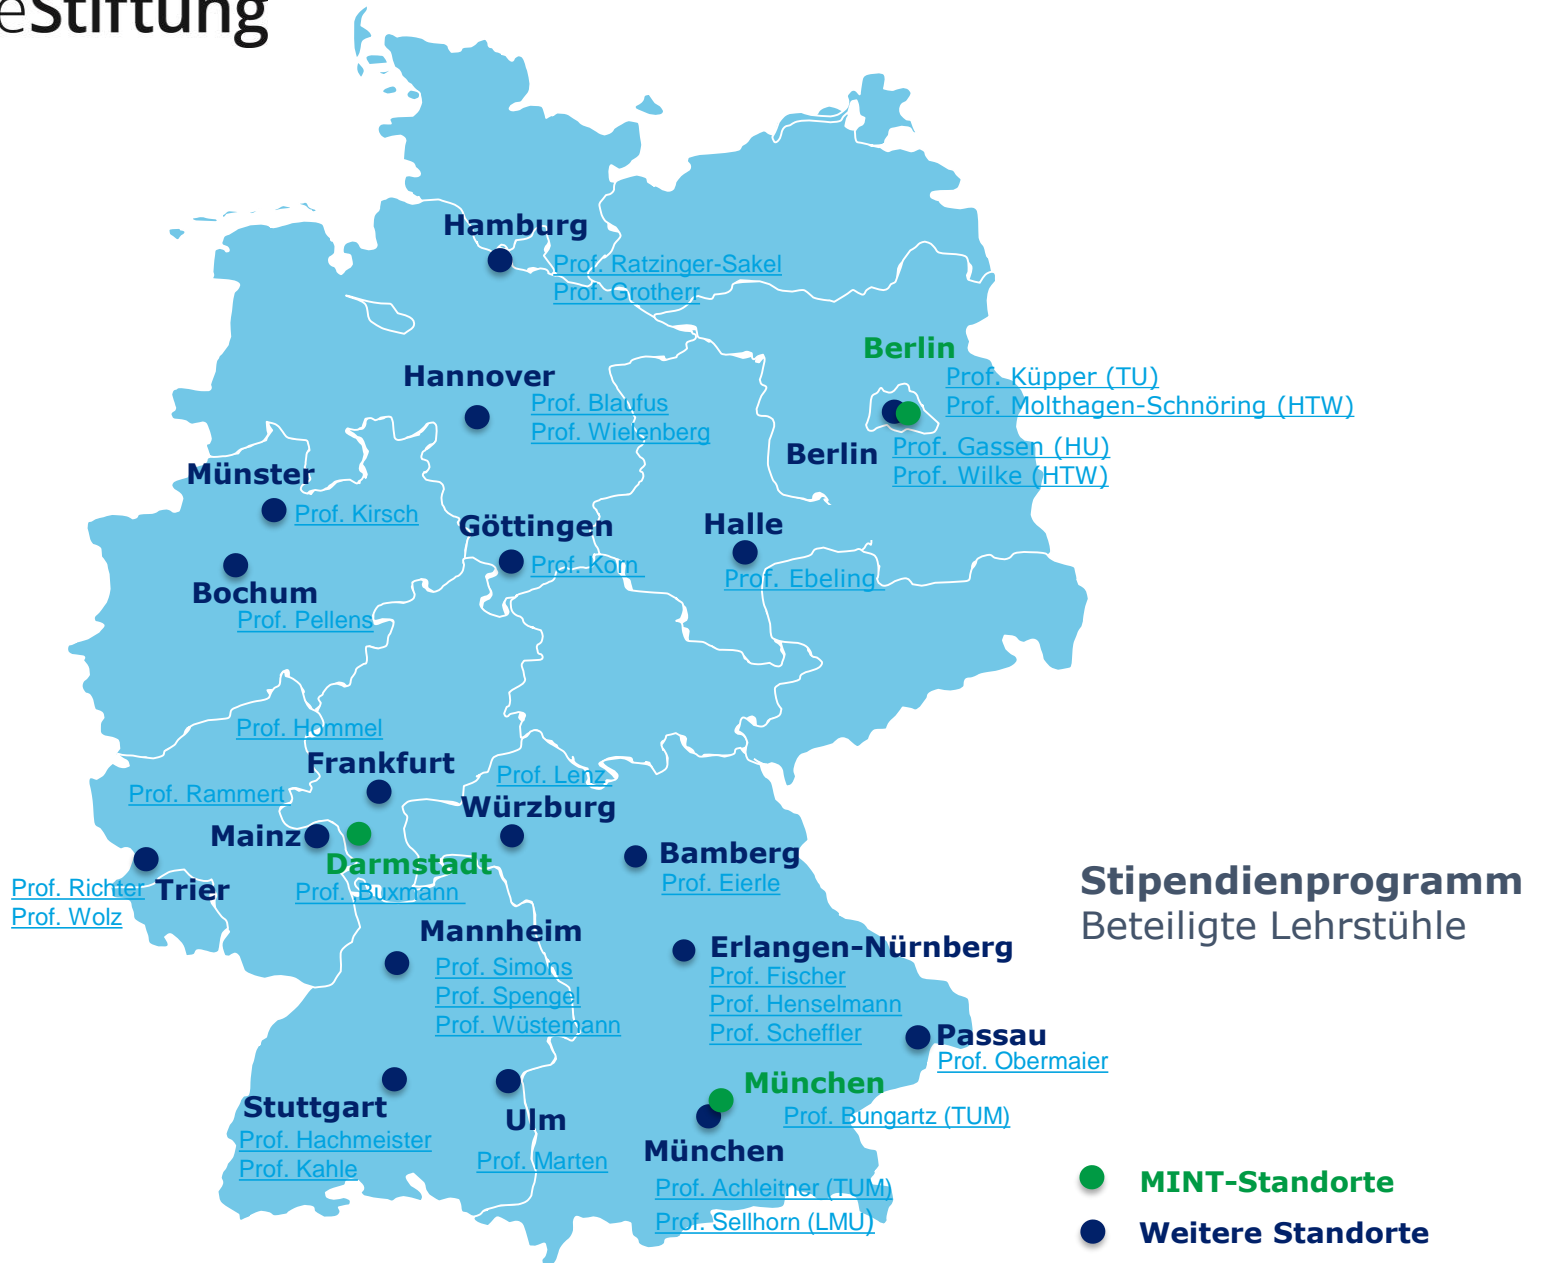 eStiftung
Hamburg
Prof. Ratzinger-Sakel
Prof. Grotherr
Hannover
Prof. Blaufus
Prof. Wielenberg
Berlin
Prof. Küpper (TU)
Prof. Molthagen-Schnöring (HTW)
Berlin
Prof. Gassen (HU)
Prof. Wilke (HTW)
Münster
Prof. Kirsch
Göttingen
Prof. Korn
Halle
Prof. Ebeling
Bochum
Prof. Pellens
Prof. Hommel
Frankfurt
Prof. Rammert
Mainz
Prof. Lenz
Würzburg
Darmstadt
Prof. ,Buxmann
Bamberg
Prof. Eierle
Trier
Prof. Richter
Prof. Wolz
Stipendienprogramm
Beteiligte Lehrstühle
Mannheim
Prof. Simons
Prof. Spengel
Prof. Wüstemann
Erlangen-Nürnberg
Prof. Fischer
Prof. Henselmann
Prof. Scheffler
Passau
Prof. Obermaier
Stuttgart
Prof. Hachmeister
Prof. Kahle
Ulm
Prof. Marten
München
Prof. Bungartz (TUM)
München
Prof. Achleitner (TUM)
Prof. Sellhorn (LMU)
MINT-Standorte
Weitere Standorte